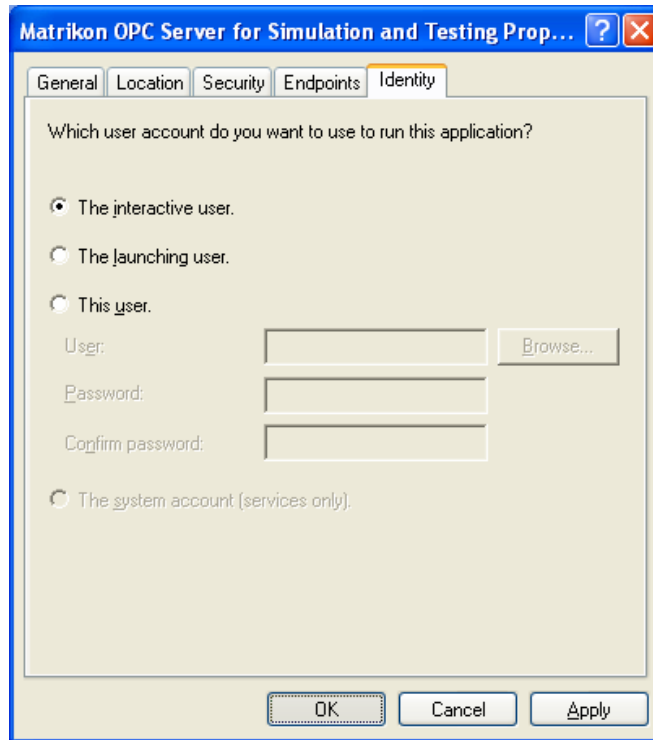 Matrikon OPC Server for Simulation and Testing Prop...
General Location Security Endpoints Identity
Which user account do you want to use to run this application?
The interactive user.
The launching user.
This user.
User:
Browse...
Password:
Confirm password:
The system account (services only).
OK Cancel Apply